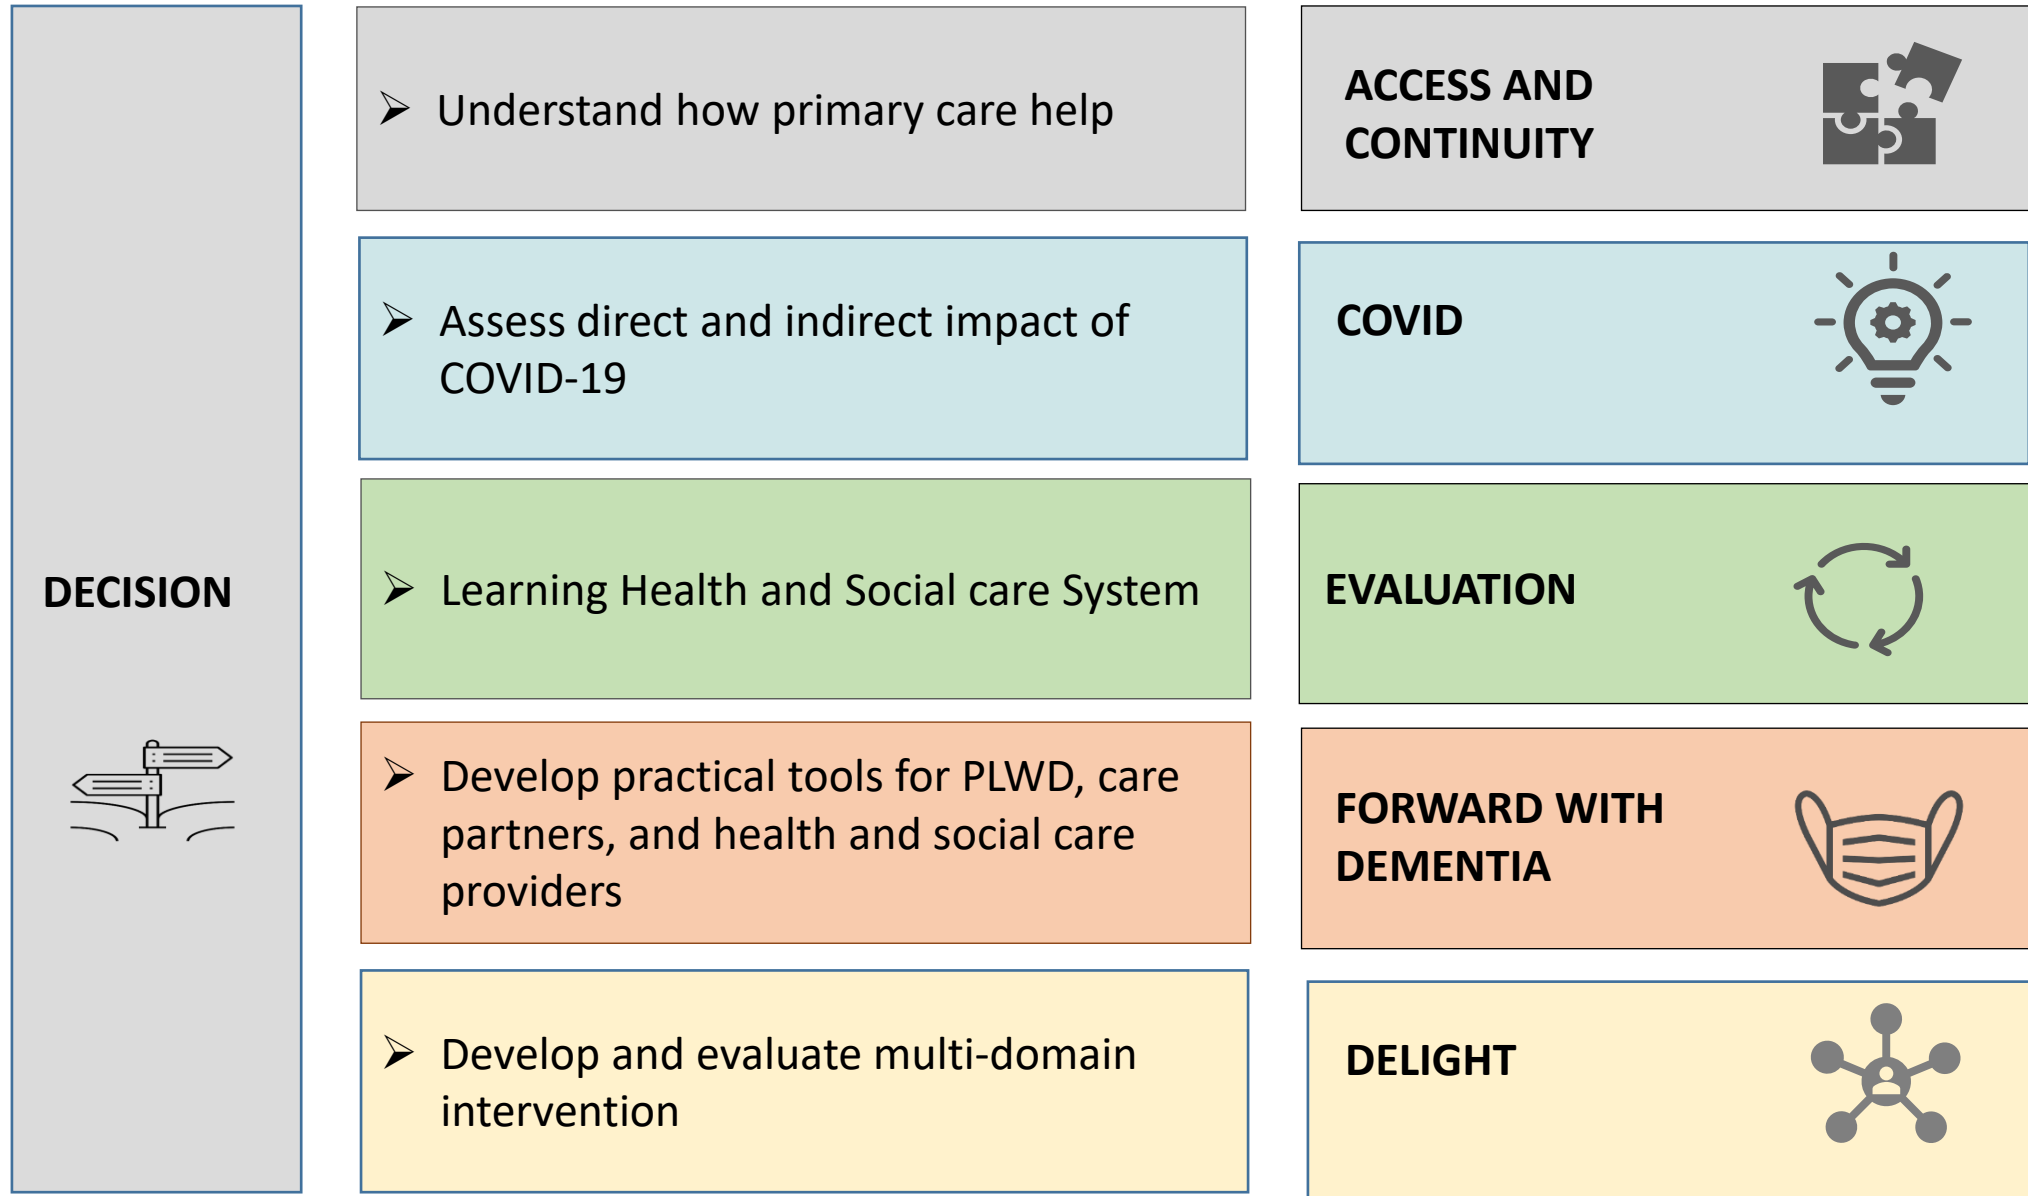 DECISION
➢ Understand how primary care help
ACCESS AND
CONTINUITY
➢ Assess direct and indirect impact of
COVID-19
COVID
➢ Learning Health and Social care System
EVALUATION
➢ Develop practical tools for PLWD, care
partners, and health and social care
providers
FORWARD WITH
DEMENTIA
➢ Develop and evaluate multi-domain
intervention
DELIGHT